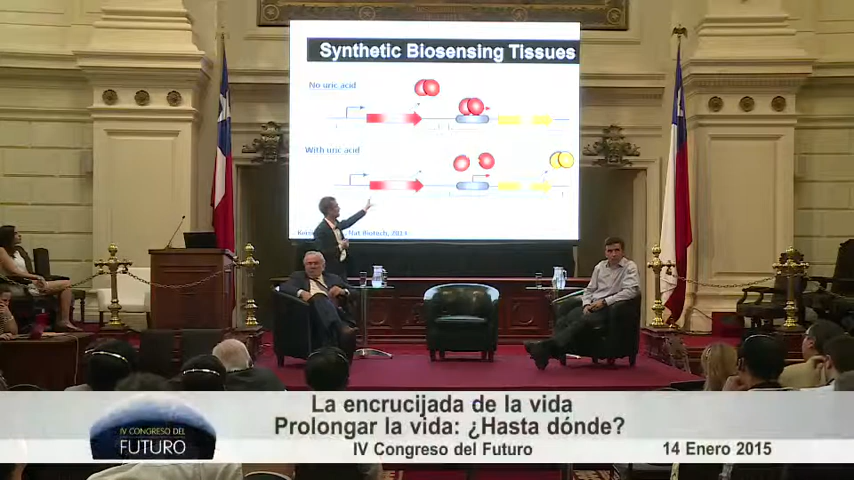 Synthetic Biosensing Tissues
No uric acid
With uric acid
Nat Biotech, 2013
La encrucijada de la vida
Prolongar la vida: ¿Hasta dónde?
IV Congreso del Futuro
14 Enero 2015
IV CONGRESO DEL
FUTURO